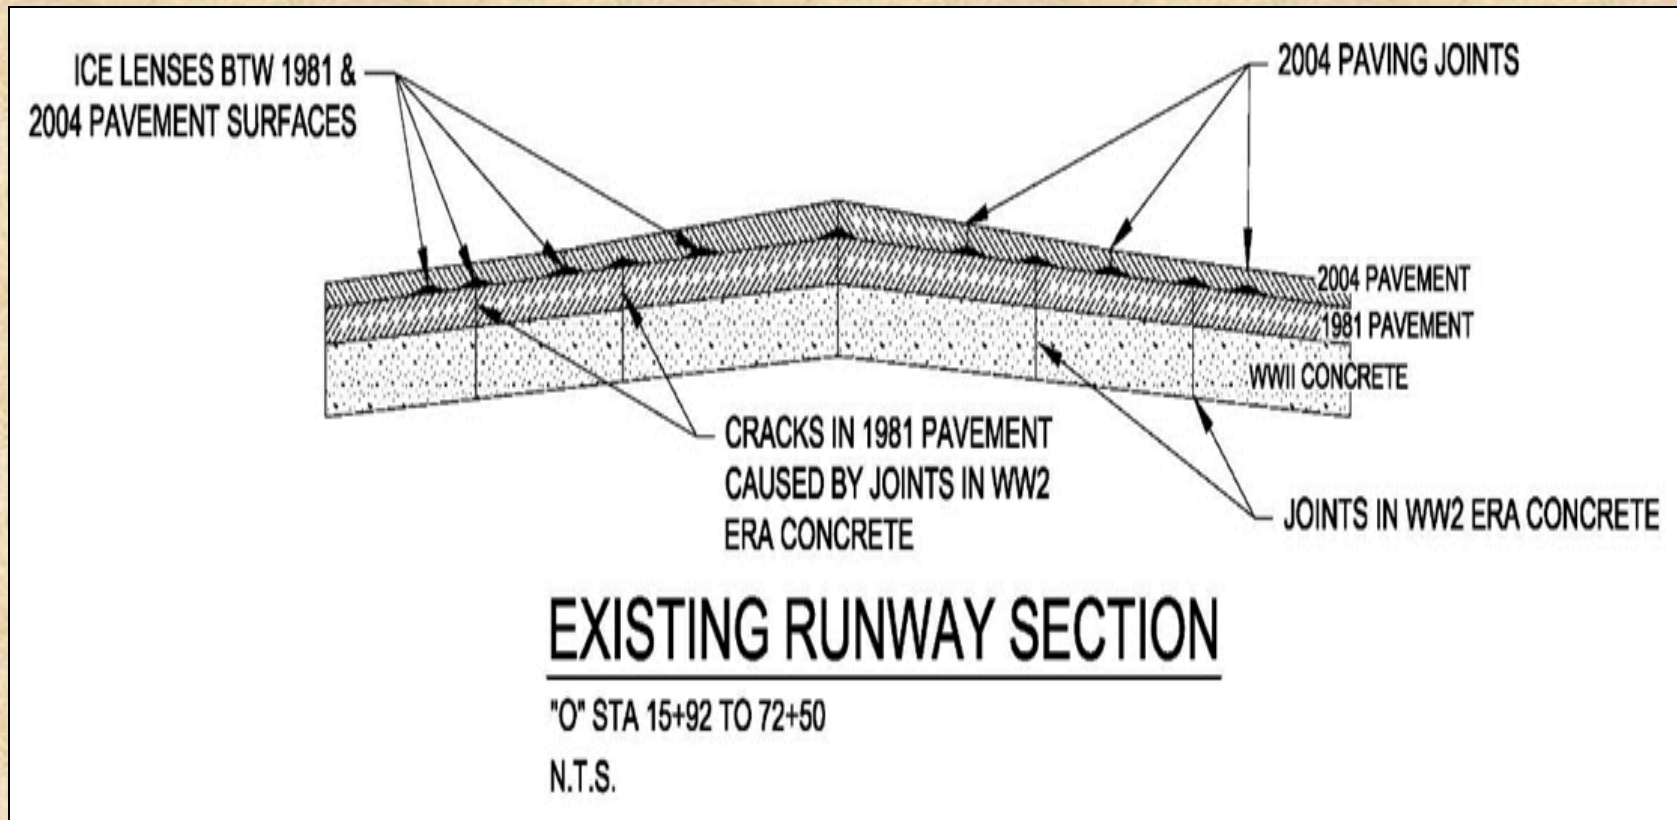 ICE LENSES BTW 1981 &
2004 PAVEMENT SURFACES
2004 PAVING JOINTS
2004 PAVEMENT
1981 PAVEMENT
WWII CONCRETE
CRACKS IN 1981 PAVEMENT
CAUSED BY JOINTS IN WW2
ERA CONCRETE
JOINTS IN WW2 ERA CONCRETE
EXISTING RUNWAY SECTION
"O" STA 15+92 TO 72+50
N.T.S.